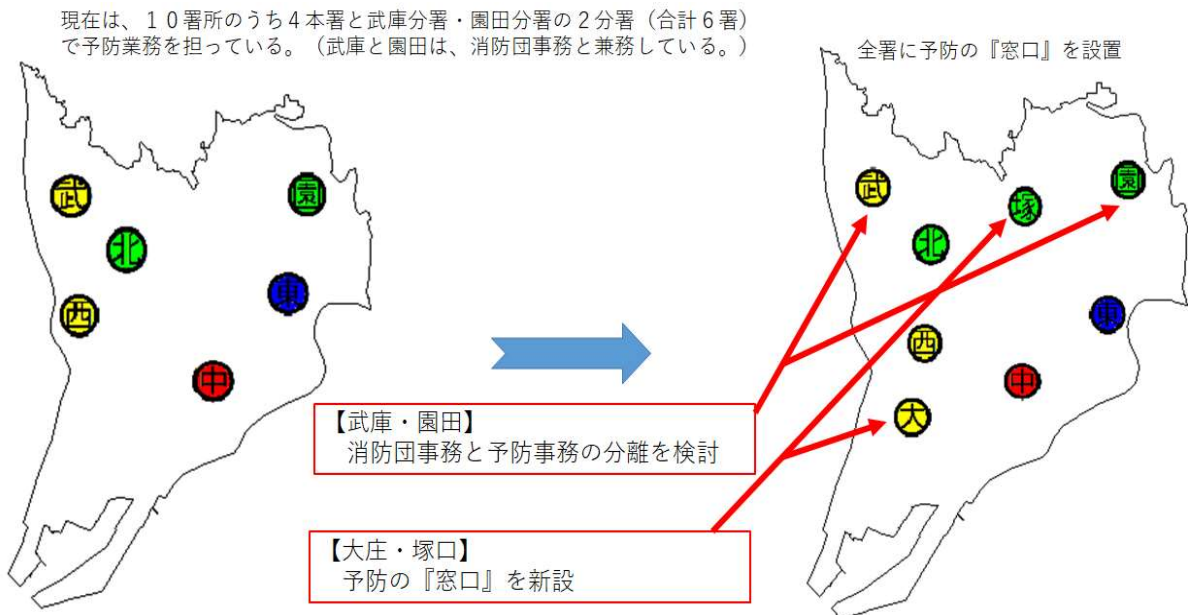 現在は、１０署所のうち４本署と武庫分署・園田分署の２分署（合計６署）
で予防業務を担っている。（武庫と園田は、消防団事務と兼務している。）
全署に予防の『窓口』を設置
武
園
北
東
西
中
武
園
塚
北
東
西
中
大
【武庫・園田】
消防団事務と予防事務の分離を検討
【大庄・塚口】
予防の『窓口』を新設